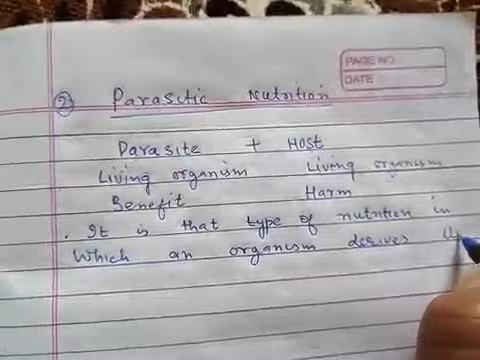 PAGE NO
DATE
② Parasitic Nutrition
Parasite + Host
Living organism Living organism
Benefit Harm
. It is that type of nutrition in
Which an organism derives